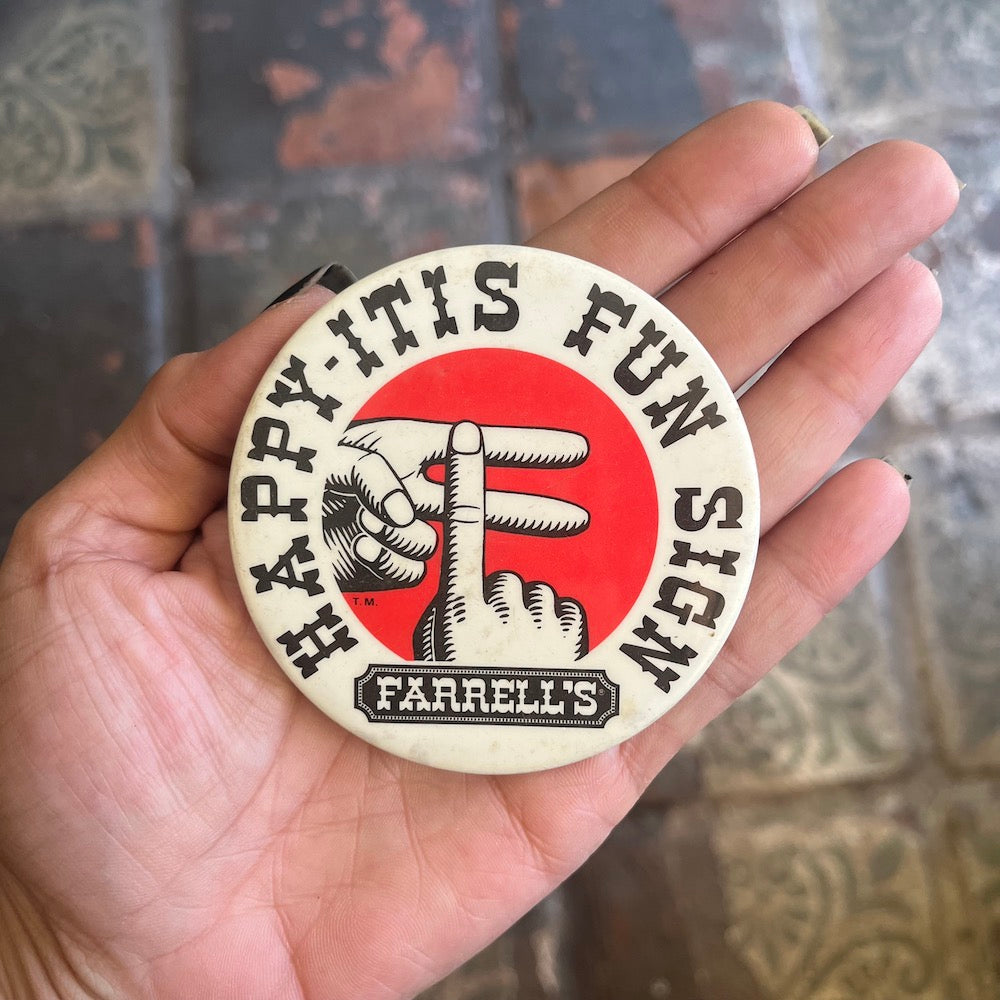 HAPPY-ITIS FUN SIGN
T.M.
FARRELL'S®